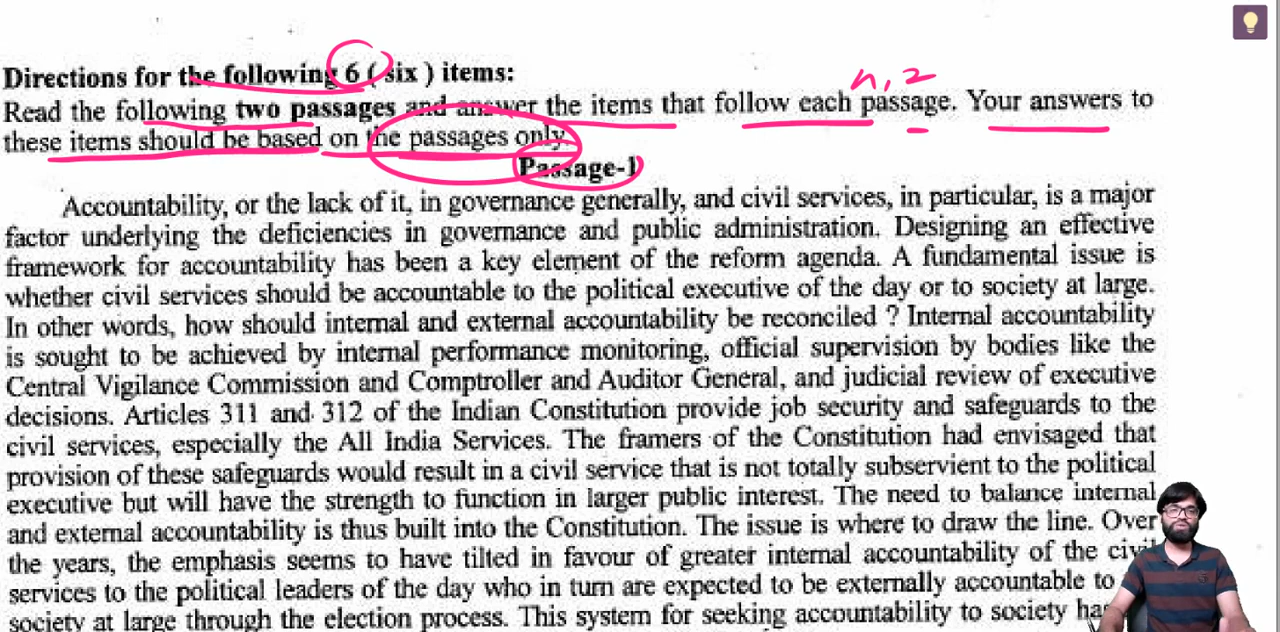 Directions for the following 6 ( six ) items:
n, 2
Read the following two passages and answer the items that follow each passage. Your answers to
these items should be based on the passages only.
Passage-1
Accountability, or the lack of it, in governance generally, and civil services, in particular, is a major
factor underlying the deficiencies in governance and public administration. Designing an effective
framework for accountability has been a key element of the reform agenda. A fundamental issue is
whether civil services should be accountable to the political executive of the day or to society at large.
In other words, how should internal and external accountability be reconciled ? Internal accountability
is sought to be achieved by internal performance monitoring, official supervision by bodies like the
Central Vigilance Commission and Comptroller and Auditor General, and judicial review of executive
decisions. Articles 311 and 312 of the Indian Constitution provide job security and safeguards to the
civil services, especially the All India Services. The framers of the Constitution had envisaged that
provision of these safeguards would result in a civil service that is not totally subservient to the political
executive but will have the strength to function in larger public interest. The need to balance internal
and external accountability is thus built into the Constitution. The issue is where to draw the line. Over
the years, the emphasis seems to have tilted in favour of greater internal accountability of the civil
services to the political leaders of the day who in turn are expected to be externally accountable to
society at large through the election process. This system for seeking accountability to society